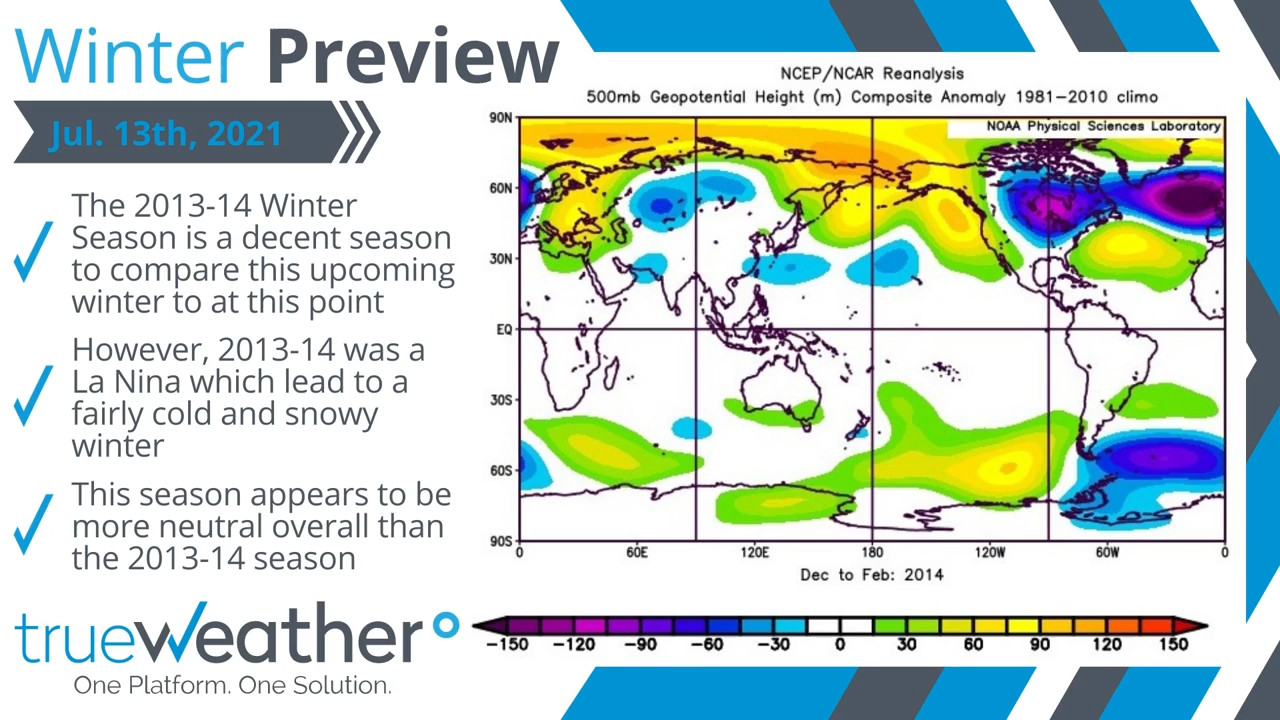 Winter Preview
Jul. 13th, 2021
The 2013-14 Winter
Season is a decent season
to compare this upcoming
winter to at this point
However, 2013-14 was a
La Nina which lead to a
fairly cold and snowy
winter
This season appears to be
more neutral overall than
the 2013-14 season
trueweather°
One Platform. One Solution.
NCEP/NCAR Reanalysis
500mb Geopotential Height (m) Composite Anomaly 1981-2010 climo
NOAA Physical Sciences Laboratory
90N
60N
30N
EQ
30S
60S
90S
0 60E 120E 180 120W 60W 0
Dec to Feb: 2014
-150 -120 -90 -60 -30 0 30 60 90 120 150